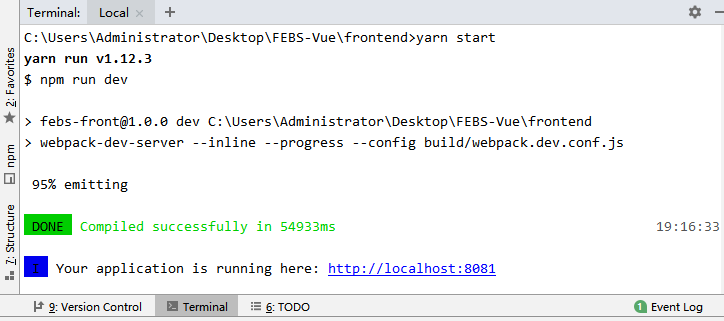 Terminal: Local × +
C:\Users\Administrator\Desktop\FEBS-Vue\frontend>yarn start
yarn run v1.12.3
$ npm run dev
> febs-front@1.0.0 dev C:\Users\Administrator\Desktop\FEBS-Vue\frontend
> webpack-dev-server --inline --progress --config build/webpack.dev.conf.js
95% emitting
DONE Compiled successfully in 54933ms 19:16:33
Your application is running here: http://localhost:8081
2: Favorites
npm
7: Structure
9: Version Control Terminal 6: TODO 1 Event Log